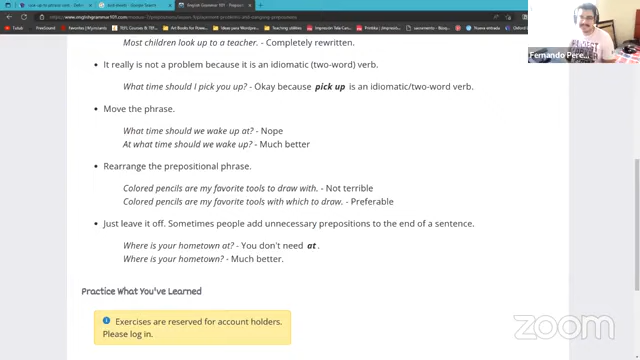 English Grammar 101 - Preposi
Most children look up to a teacher. - Completely rewritten.
Fernando Pere...
It really is not a problem because it is an idiomatic (two-word) verb.
What time should I pick you up? - Okay because pick up is an idiomatic/two-word verb.
Move the phrase.
What time should we wake up at? - Nope
At what time should we wake up? - Much better
Rearrange the prepositional phrase.
Colored pencils are my favorite tools to draw with. - Not terrible
Colored pencils are my favorite tools with which to draw. - Preferable
Just leave it off. Sometimes people add unnecessary prepositions to the end of a sentence.
Where is your hometown at? - You don't need at.
Where is your hometown? - Much better.
Practice What You've Learned
Exercises are reserved for account holders.
Please log in.
zoom